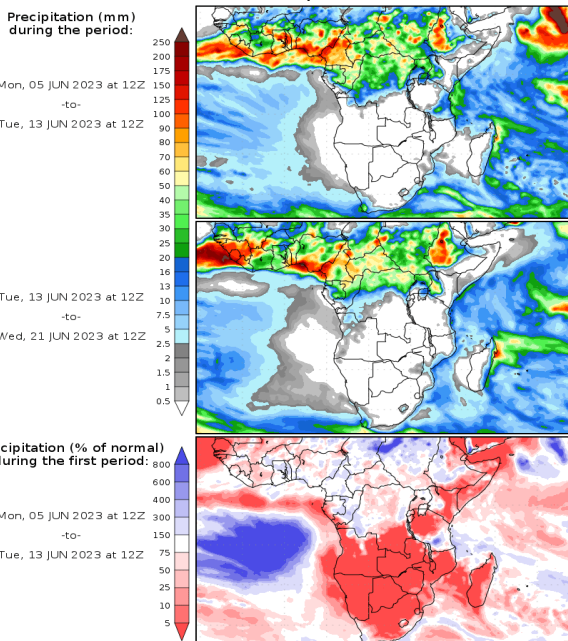 Precipitation (mm)
during the period:
Mon, 05 JUN 2023 at 12Z
-to-
Tue, 13 JUN 2023 at 12Z
250
200
175
150
125
100
90
80
70
60
50
40
35
30
25
20
16
13
10
7.5
5
2.5
2
1.5
1
0.5
Tue, 13 JUN 2023 at 12Z
-to-
Wed, 21 JUN 2023 at 12Z
cipitation (% of normal)
during the first period:
Mon, 05 JUN 2023 at 12Z
-to-
Tue, 13 JUN 2023 at 12Z
800
600
400
300
150
75
50
25
10
5